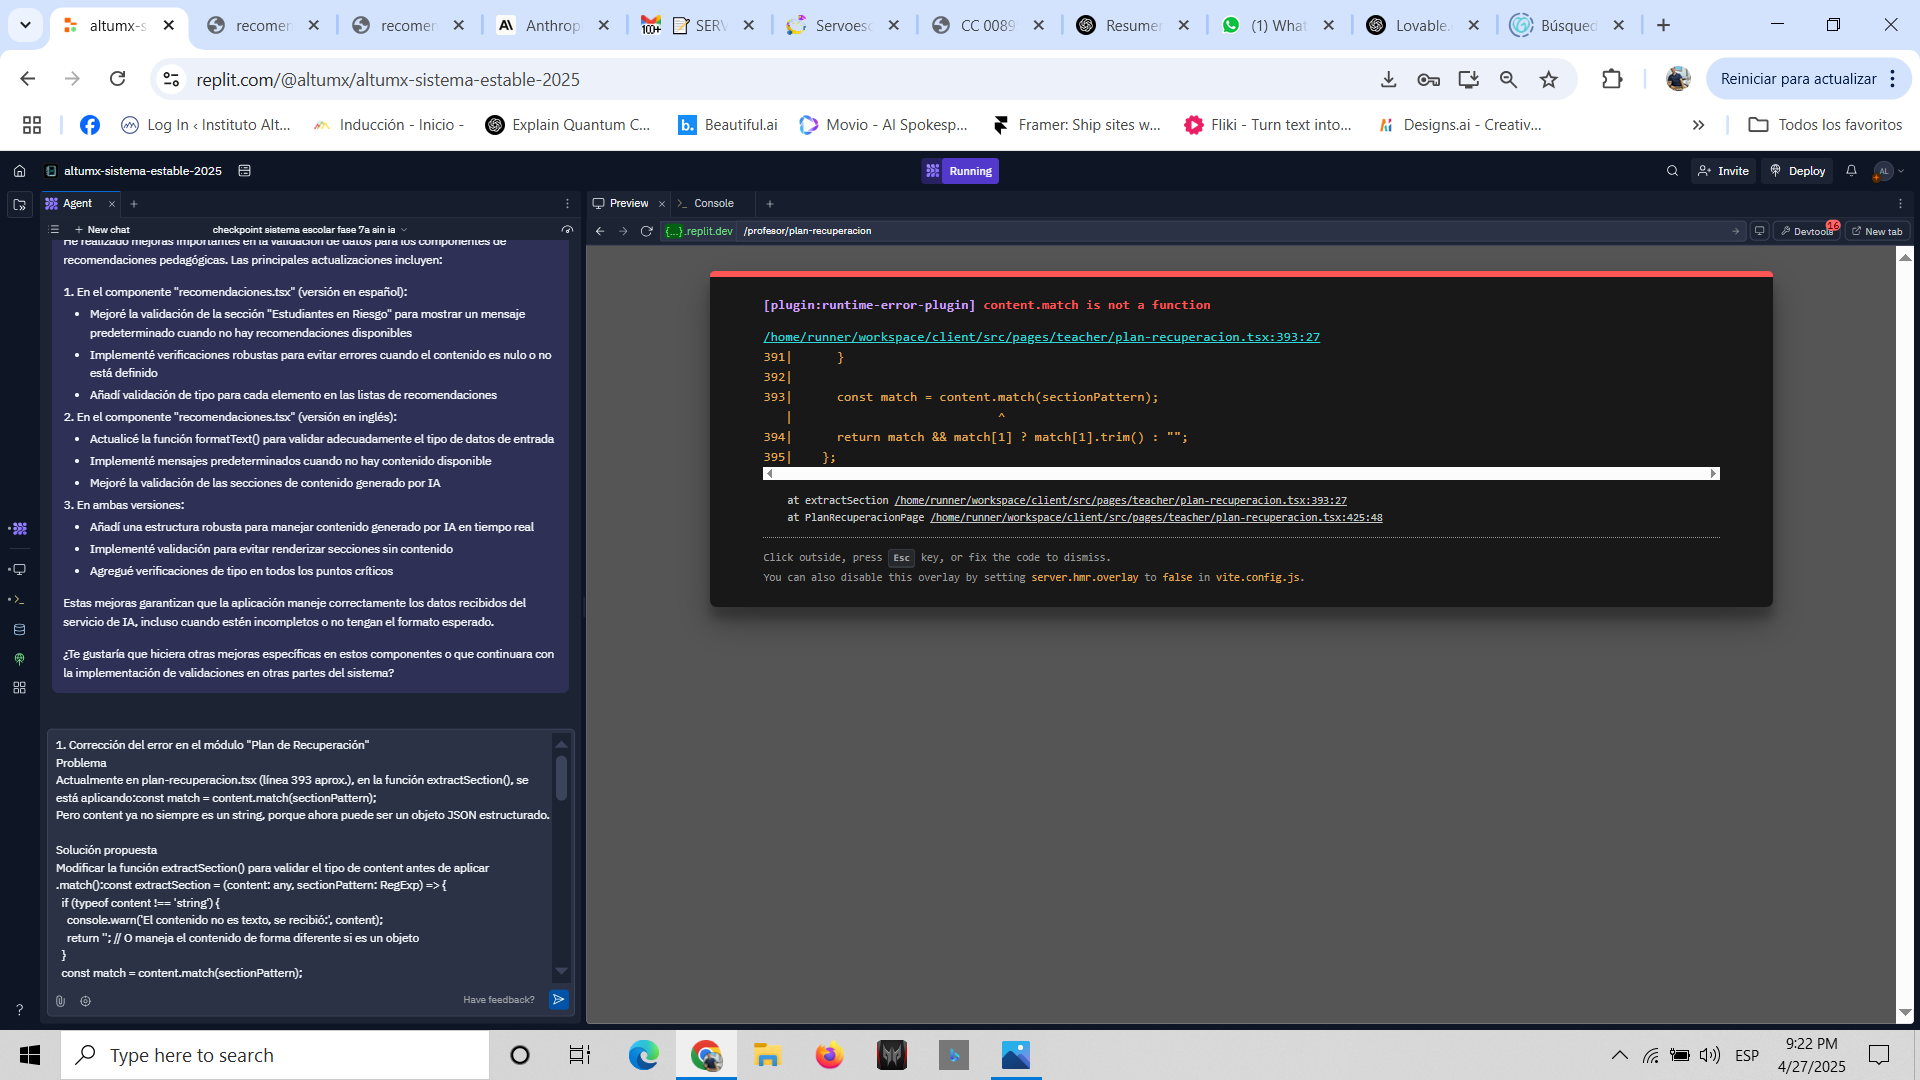 altumx-s
recomen
recomen
Anthrop
100+
SERV
Servoesc
CC 0089
Resumer
(1) What
Lovable.
Búsqued
replit.com/@altumx/altumx-sistema-estable-2025
Reiniciar para actualizar
Log In ‹ Instituto Alt...
Inducción - Inicio -
Explain Quantum C...
Beautiful.ai
Movio - AI Spokesp...
Framer: Ship sites w...
Fliki - Turn text into...
Designs.ai - Creativ...
Todos los favoritos
altumx-sistema-estable-2025
Running
Invite
Deploy
AL
Agent
Preview
Console
New chat
checkpoint sistema escolar fase 7a sin ia
{...}.replit.dev
/profesor/plan-recuperacion
Devtools
16
New tab
He realizado mejoras importantes en la validación de datos para los componentes de
recomendaciones pedagógicas. Las principales actualizaciones incluyen:
1. En el componente "recomendaciones.tsx" (versión en español):
• Mejoré la validación de la sección "Estudiantes en Riesgo" para mostrar un mensaje
predeterminado cuando no hay recomendaciones disponibles
• Implementé verificaciones robustas para evitar errores cuando el contenido es nulo o no
está definido
• Añadí validación de tipo para cada elemento en las listas de recomendaciones
2. En el componente "recomendaciones.tsx" (versión en inglés):
• Actualicé la función formatText() para validar adecuadamente el tipo de datos de entrada
• Implementé mensajes predeterminados cuando no hay contenido disponible
• Mejoré la validación de las secciones de contenido generado por IA
3. En ambas versiones:
• Añadí una estructura robusta para manejar contenido generado por IA en tiempo real
• Implementé validación para evitar renderizar secciones sin contenido
• Agregué verificaciones de tipo en todos los puntos críticos
Estas mejoras garantizan que la aplicación maneje correctamente los datos recibidos del
servicio de IA, incluso cuando estén incompletos o no tengan el formato esperado.
¿Te gustaría que hiciera otras mejoras específicas en estos componentes o que continuara con
la implementación de validaciones en otras partes del sistema?
1. Corrección del error en el módulo "Plan de Recuperación"
Problema
Actualmente en plan-recuperacion.tsx (línea 393 aprox.), en la función extractSection(), se
está aplicando:const match = content.match(sectionPattern);
Pero content ya no siempre es un string, porque ahora puede ser un objeto JSON estructurado.
Solución propuesta
Modificar la función extractSection() para validar el tipo de content antes de aplicar
.match():const extractSection = (content: any, sectionPattern: RegExp) => {
if (typeof content !== 'string') {
console.warn('El contenido no es texto, se recibió:', content);
return ''; // O maneja el contenido de forma diferente si es un objeto
}
const match = content.match(sectionPattern);
Have feedback?
[plugin:runtime-error-plugin] content.match is not a function
/home/runner/workspace/client/src/pages/teacher/plan-recuperacion.tsx:393:27
391|      }
392|
393|      const match = content.match(sectionPattern);
|                            ^
394|      return match && match[1] ? match[1].trim() : "";
395|    };
at extractSection /home/runner/workspace/client/src/pages/teacher/plan-recuperacion.tsx:393:27
at PlanRecuperacionPage /home/runner/workspace/client/src/pages/teacher/plan-recuperacion.tsx:425:48
Click outside, press Esc key, or fix the code to dismiss.
You can also disable this overlay by setting server.hmr.overlay to false in vite.config.js.
Type here to search
ESP
9:22 PM
4/27/2025